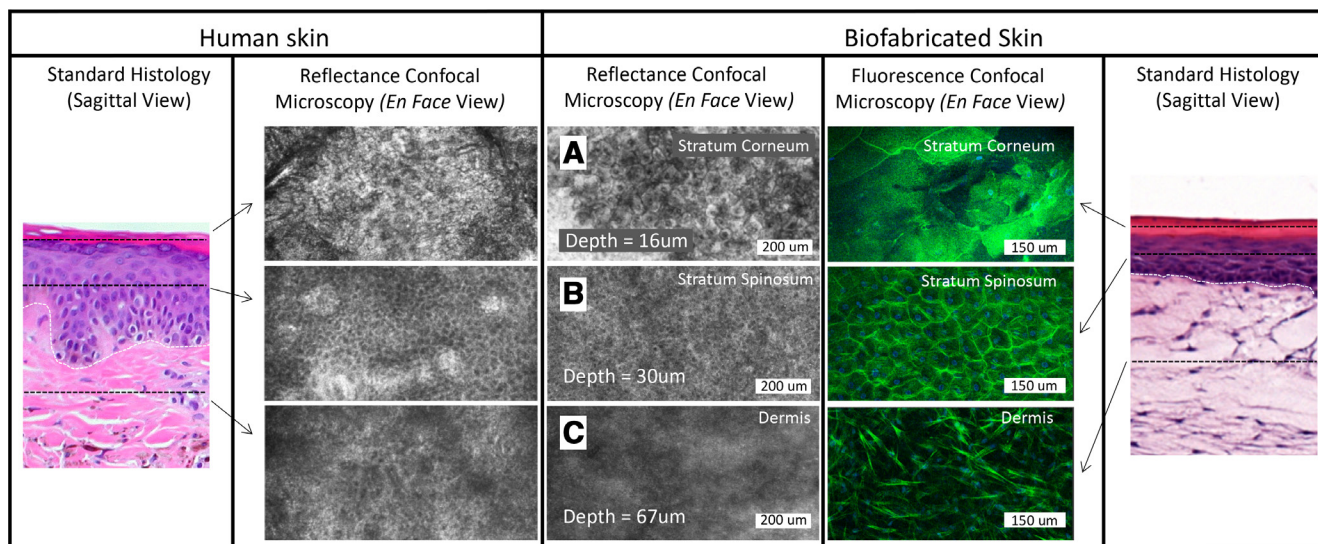 Human skin
Biofabricated Skin
Standard Histology
(Sagittal View)
Reflectance Confocal
Microscopy (En Face View)
Reflectance Confocal
Microscopy (En Face View)
Fluorescence Confocal
Microscopy (En Face View)
Standard Histology
(Sagittal View)
A
Stratum Corneum
Depth = 16um
200 um
Stratum Corneum
150 um
B
Stratum Spinosum
Depth = 30um
200 um
Stratum Spinosum
150 um
C
Dermis
Depth = 67um
200 um
Dermis
150 um